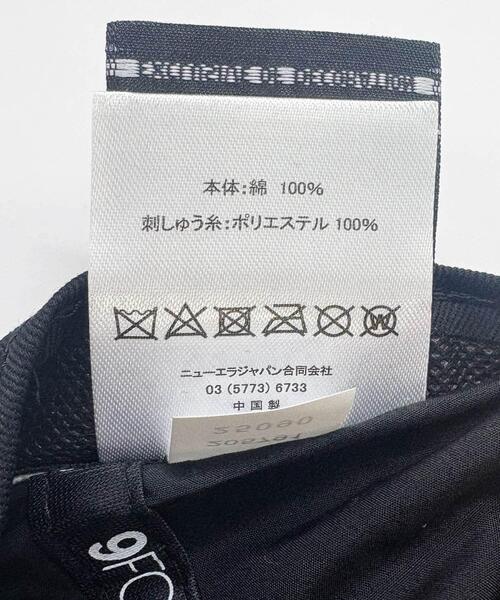 本体:綿 100%
刺しゅう糸:ポリエステル 100%
W
ニューエラジャパン合同会社
03 (5773) 6733
中国製
9FO